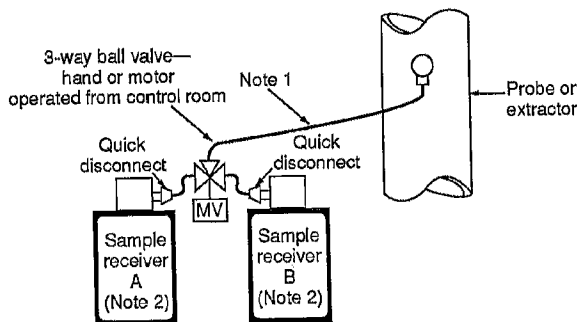 3-way ball valve—
hand or motor
operated from control room
Note 1
Probe or
extractor
Quick
disconnect
Quick
disconnect
MV
Sample
receiver
A
(Note 2)
Sample
receiver
B
(Note 2)